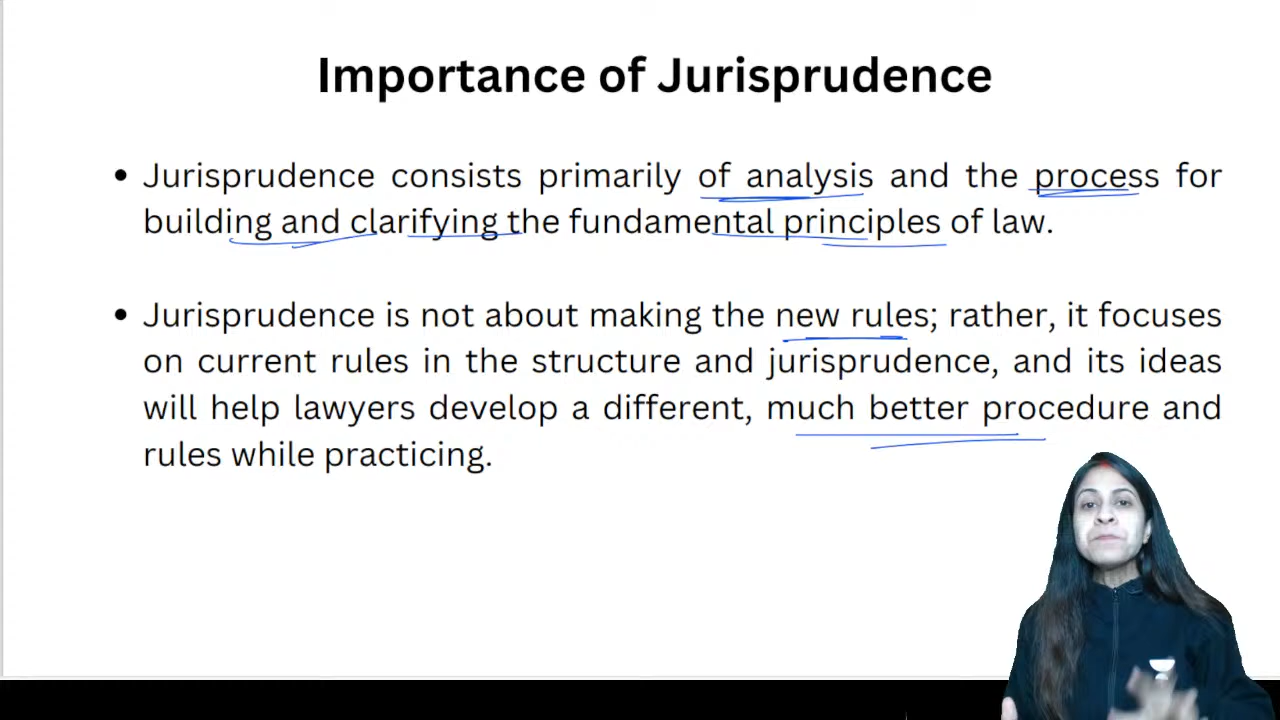 Importance of Jurisprudence
• Jurisprudence consists primarily of analysis and the process for
building and clarifying the fundamental principles of law.
• Jurisprudence is not about making the new rules; rather, it focuses
on current rules in the structure and jurisprudence, and its ideas
will help lawyers develop a different, much better procedure and
rules while practicing.